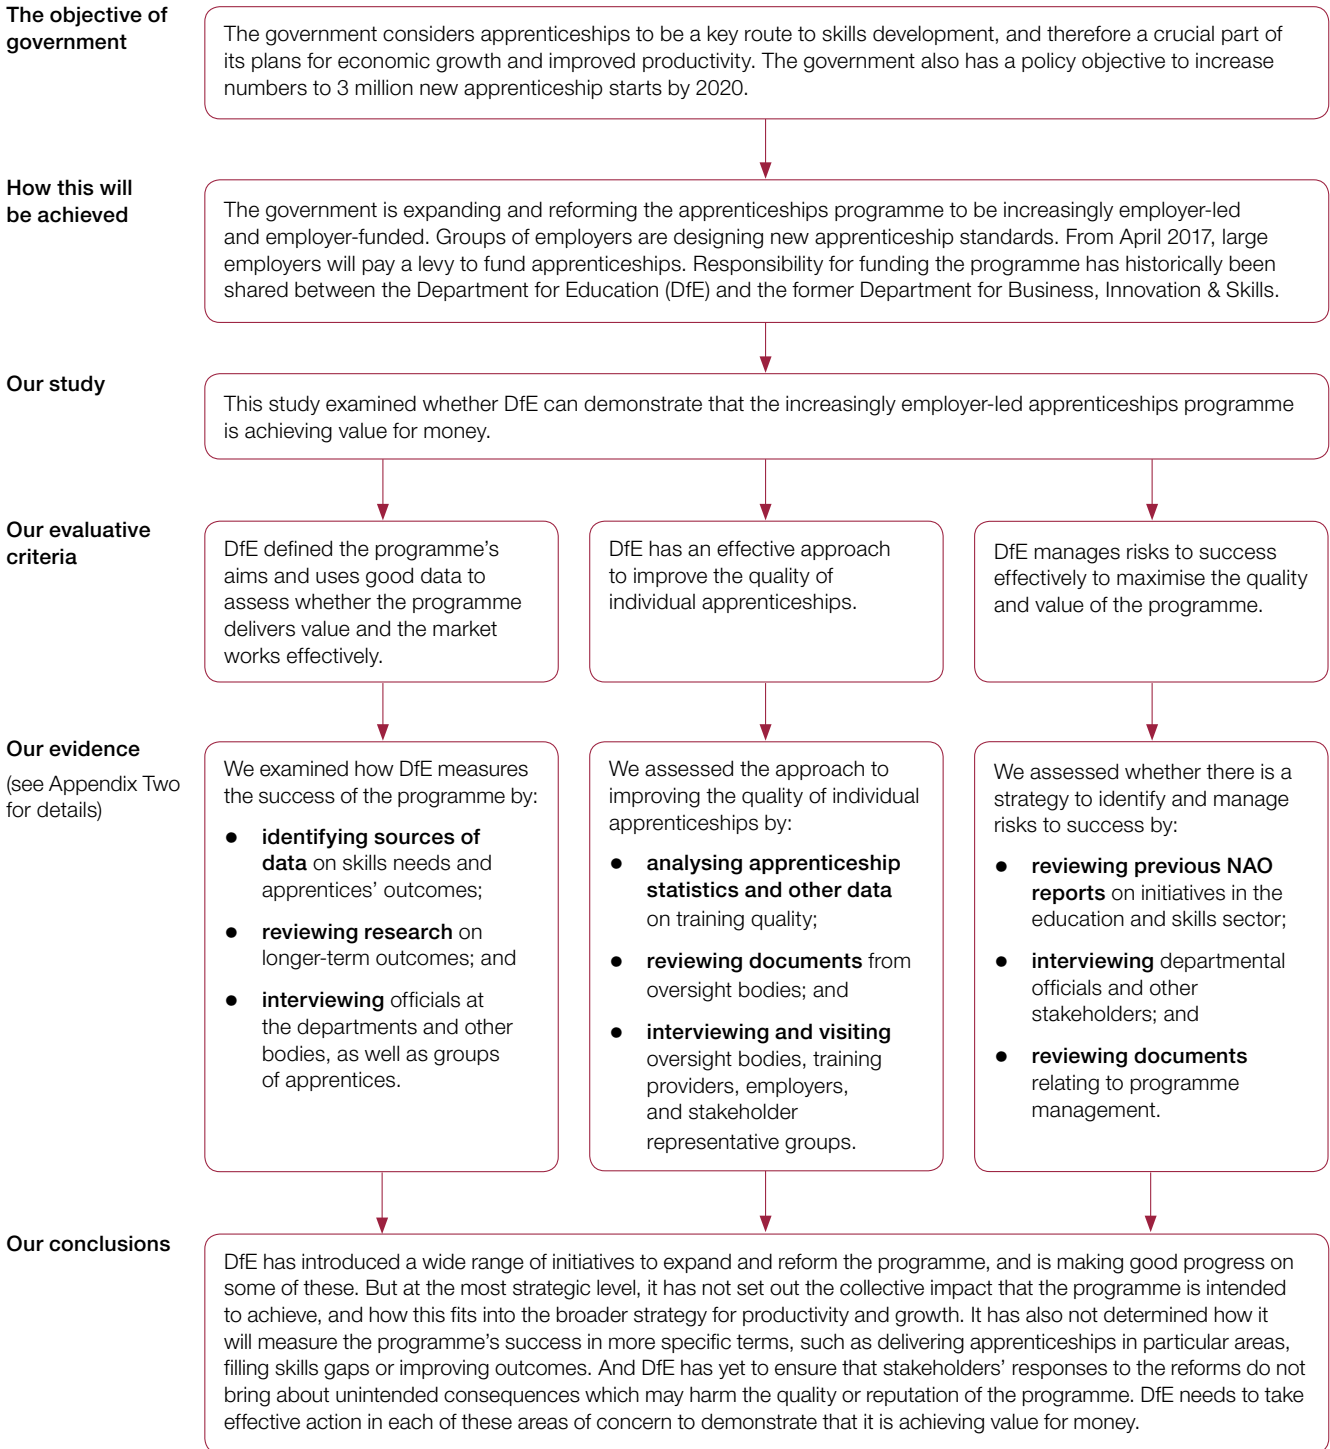 The objective of
government
The government considers apprenticeships to be a key route to skills development, and therefore a crucial part of
its plans for economic growth and improved productivity. The government also has a policy objective to increase
numbers to 3 million new apprenticeship starts by 2020.
How this will
be achieved
The government is expanding and reforming the apprenticeships programme to be increasingly employer-led
and employer-funded. Groups of employers are designing new apprenticeship standards. From April 2017, large
employers will pay a levy to fund apprenticeships. Responsibility for funding the programme has historically been
shared between the Department for Education (DfE) and the former Department for Business, Innovation & Skills.
Our study
This study examined whether DfE can demonstrate that the increasingly employer-led apprenticeships programme
is achieving value for money.
Our evaluative
criteria
DfE defined the programme's
aims and uses good data to
assess whether the programme
delivers value and the market
works effectively.
DfE has an effective approach
to improve the quality of
individual apprenticeships.
DfE manages risks to success
effectively to maximise the quality
and value of the programme.
Our evidence
(see Appendix Two
for details)
We examined how DfE measures
the success of the programme by:
● identifying sources of
data on skills needs and
apprentices' outcomes;
● reviewing research on
longer-term outcomes; and
● interviewing officials at
the departments and other
bodies, as well as groups
of apprentices.
We assessed the approach to
improving the quality of individual
apprenticeships by:
● analysing apprenticeship
statistics and other data
on training quality;
● reviewing documents from
oversight bodies; and
● interviewing and visiting
oversight bodies, training
providers, employers,
and stakeholder
representative groups.
We assessed whether there is a
strategy to identify and manage
risks to success by:
● reviewing previous NAO
reports on initiatives in the
education and skills sector;
● interviewing departmental
officials and other
stakeholders; and
● reviewing documents
relating to programme
management.
Our conclusions
DfE has introduced a wide range of initiatives to expand and reform the programme, and is making good progress on
some of these. But at the most strategic level, it has not set out the collective impact that the programme is intended
to achieve, and how this fits into the broader strategy for productivity and growth. It has also not determined how it
will measure the programme's success in more specific terms, such as delivering apprenticeships in particular areas,
filling skills gaps or improving outcomes. And DfE has yet to ensure that stakeholders' responses to the reforms do not
bring about unintended consequences which may harm the quality or reputation of the programme. DfE needs to take
effective action in each of these areas of concern to demonstrate that it is achieving value for money.